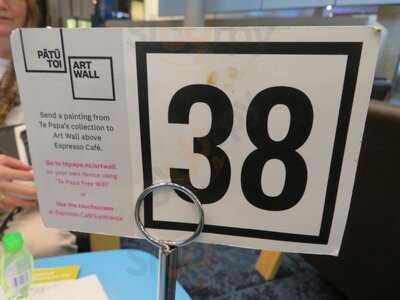 PĀTŪ
TOI
ART
WALL
Send a painting from
Te Papa's collection to
Art Wall above
Espresso Café.
Go to tepapa.nz/artwall
on your own device using
'Te Papa Free Wifi'
or
Use the touchscreen
at Espresso Café's entrance
38